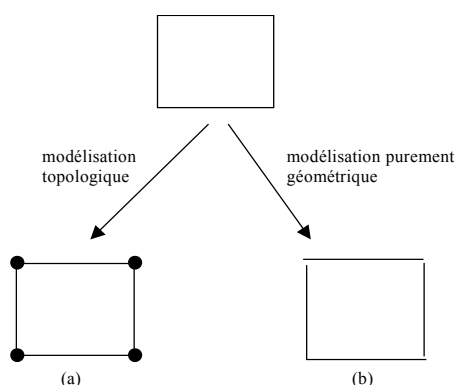 modélisation
topologique
modélisation purement
géométrique
(a)
(b)